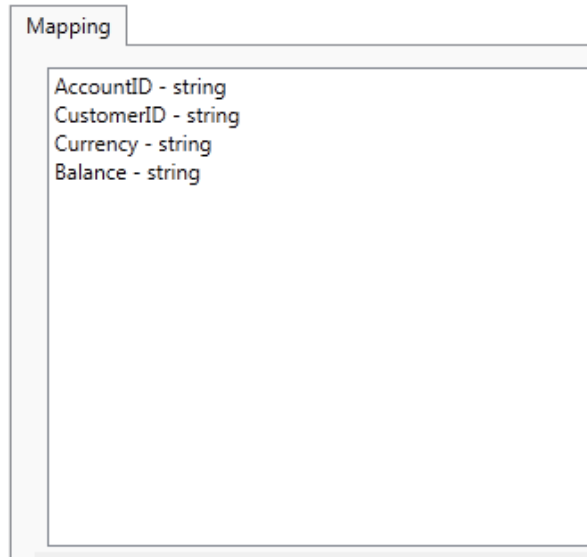 Mapping
AccountID - string
CustomerID - string
Currency - string
Balance - string